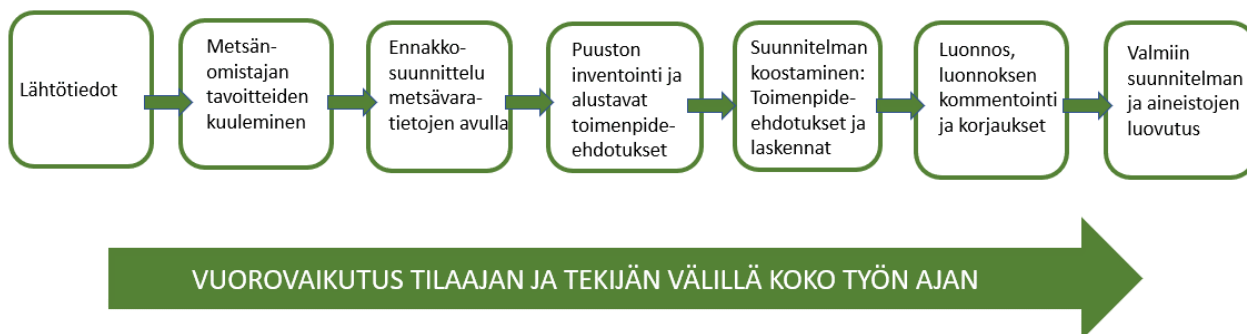 Lähtötiedot
Metsän-
omistajan
tavoitteiden
kuuleminen
Ennakko-
suunnittelu
metsävara-
tietojen avulla
Puuston
inventointi ja
alustavat
toimenpide-
ehdotukset
Suunnitelman
koostaminen:
Toimenpide-
ehdotukset ja
laskennat
Luonnos,
luonnoksen
kommentointi
ja korjaukset
Valmiin
suunnitelman
ja aineistojen
luovutus
VUOROVAIKUTUS TILAAJAN JA TEKIJÄN VÄLILLÄ KOKO TYÖN AJAN